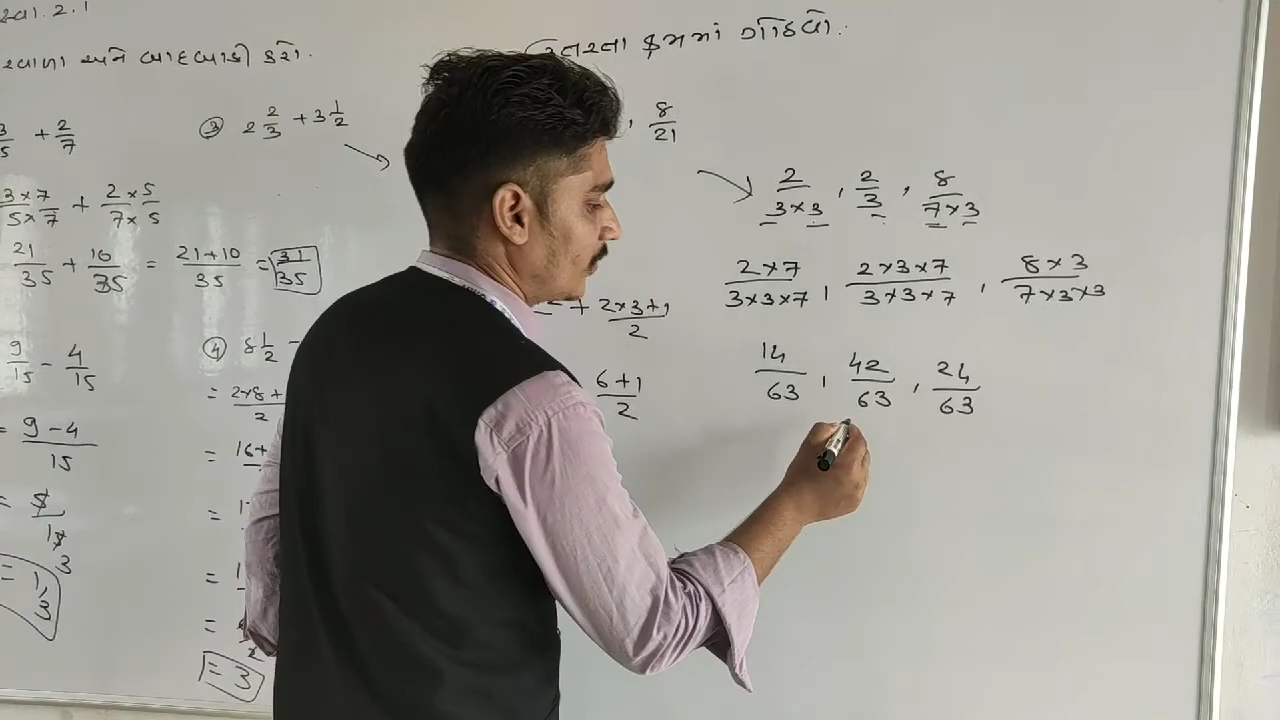 2.1
અને બાદબાકી કરો.
ઉતરતા ક્રમમાં ગોઠવો.
3/5 + 2/7
3×7/5×7 + 2×5/7×5
21/35 + 10/35 = 21+10/35 = 31/35
9/15 - 4/15
= 9-4/15
= 5/15 3
= 1/3
③ 2 2/3 + 3 1/2
④ 8 1/2 -
= 2×8+/2
= 16+
= 1
= 1
=
= 3
+ 2×3+1/2
6+1/2
, 8/21
2/3×3 , 2/3 , 8/7×3
2×7/3×3×7 , 2×3×7/3×3×7 , 8×3/7×3×3
14/63 , 42/63 , 24/63